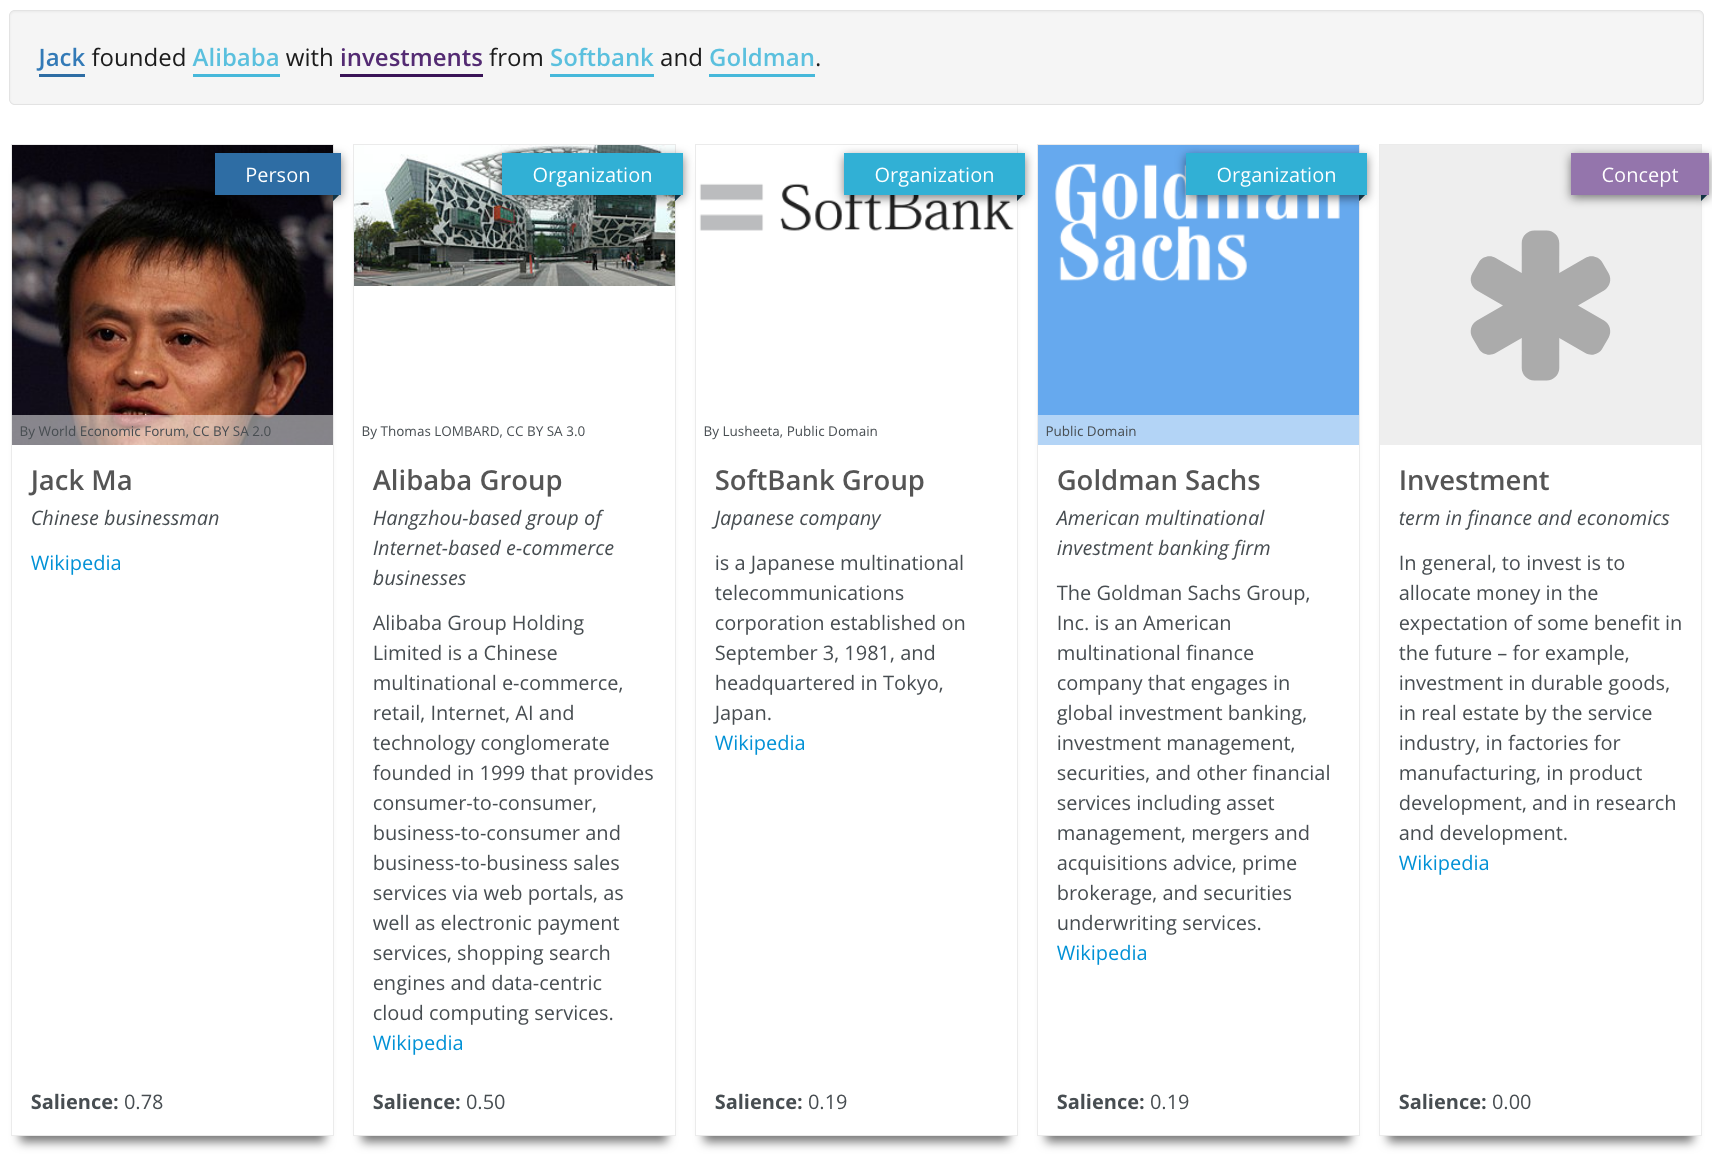 Jack founded Alibaba with investments from Softbank and Goldman.
Person
By World Economic Forum, CC BY SA 2.0
Jack Ma
Chinese businessman
Wikipedia
Salience: 0.78
Organization
By Thomas LOMBARD, CC BY SA 3.0
Alibaba Group
Hangzhou-based group of
Internet-based e-commerce
businesses
Alibaba Group Holding
Limited is a Chinese
multinational e-commerce,
retail, Internet, AI and
technology conglomerate
founded in 1999 that provides
consumer-to-consumer,
business-to-consumer and
business-to-business sales
services via web portals, as
well as electronic payment
services, shopping search
engines and data-centric
cloud computing services.
Wikipedia
Salience: 0.50
Organization
SoftBank
By Lusheeta, Public Domain
SoftBank Group
Japanese company
is a Japanese multinational
telecommunications
corporation established on
September 3, 1981, and
headquartered in Tokyo,
Japan.
Wikipedia
Salience: 0.19
Organization
Goldman
Sachs
Public Domain
Goldman Sachs
American multinational
investment banking firm
The Goldman Sachs Group,
Inc. is an American
multinational finance
company that engages in
global investment banking,
investment management,
securities, and other financial
services including asset
management, mergers and
acquisitions advice, prime
brokerage, and securities
underwriting services.
Wikipedia
Salience: 0.19
Concept
Investment
term in finance and economics
In general, to invest is to
allocate money in the
expectation of some benefit in
the future – for example,
investment in durable goods,
in real estate by the service
industry, in factories for
manufacturing, in product
development, and in research
and development.
Wikipedia
Salience: 0.00